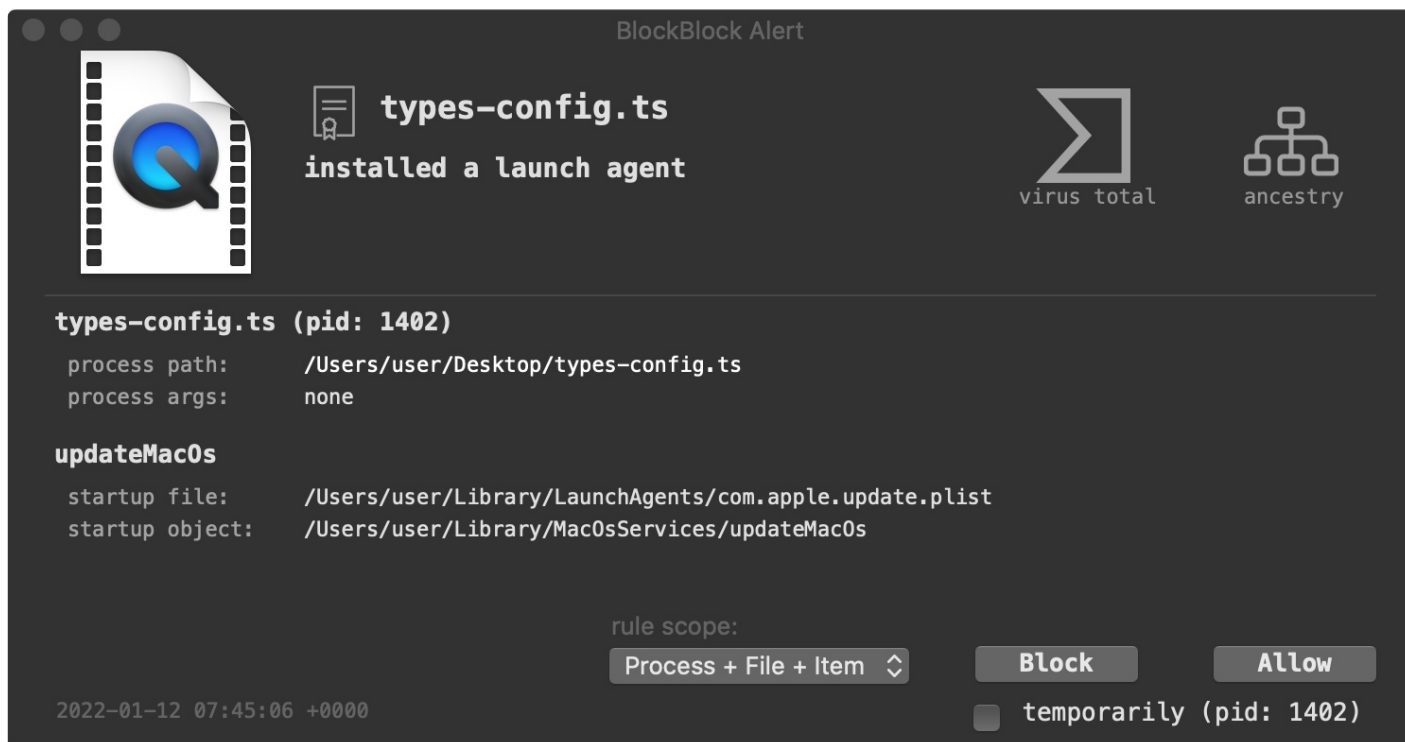 BlockBlock Alert
types-config.ts
installed a launch agent
virus total
ancestry
types-config.ts (pid: 1402)
process path: /Users/user/Desktop/types-config.ts
process args: none
updateMacOs
startup file: /Users/user/Library/LaunchAgents/com.apple.update.plist
startup object: /Users/user/Library/MacOsServices/updateMacOs
rule scope:
Process + File + Item
Block
Allow
2022-01-12 07:45:06 +0000
temporarily (pid: 1402)